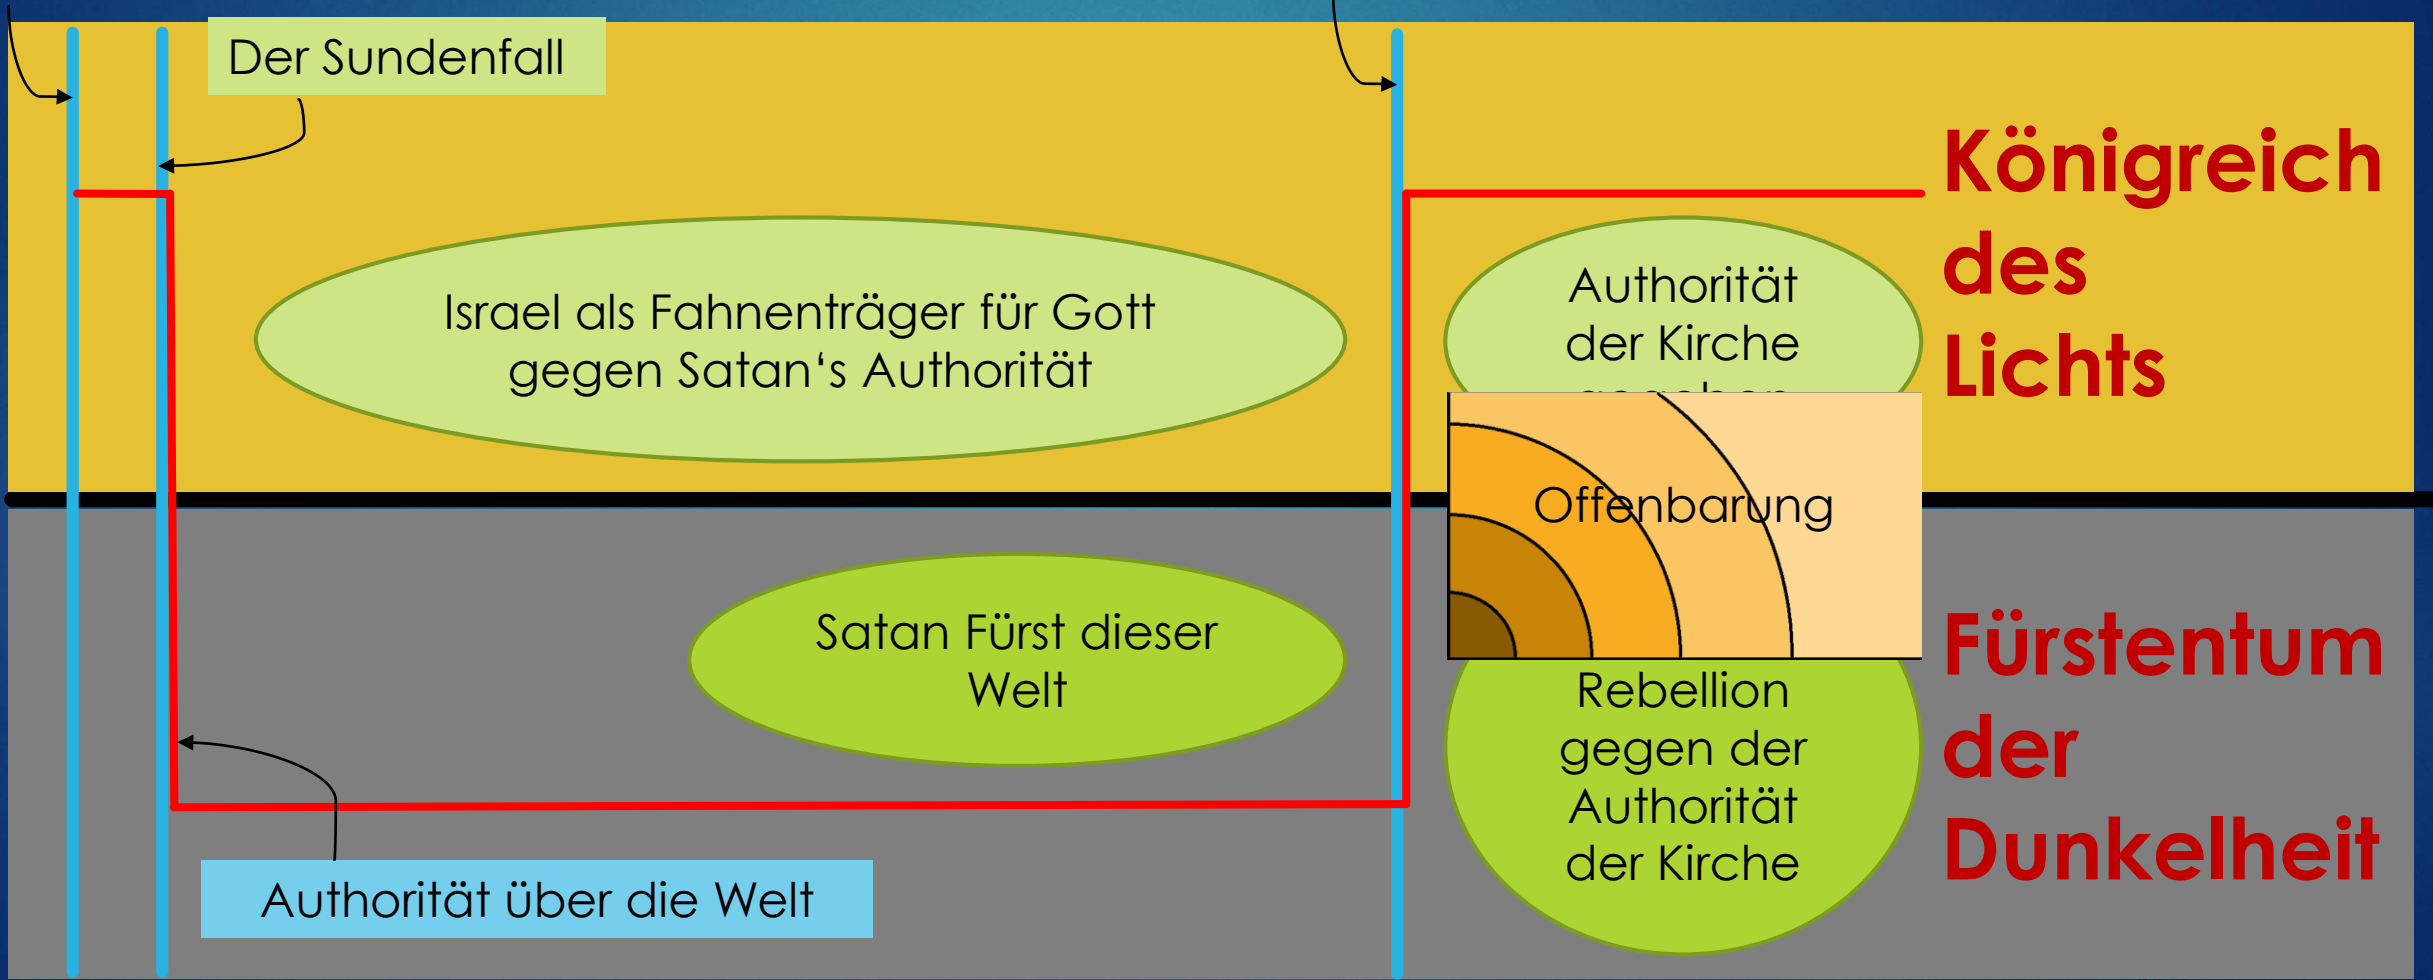 Der Sundenfall
Israel als Fahnenträger für Gott
gegen Satan‘s Authorität
Authorität
der Kirche
Königreich
des
Lichts
Offenbarung
Satan Fürst dieser
Welt
Rebellion
gegen der
Authorität
der Kirche
Fürstentum
der
Dunkelheit
Authorität über die Welt